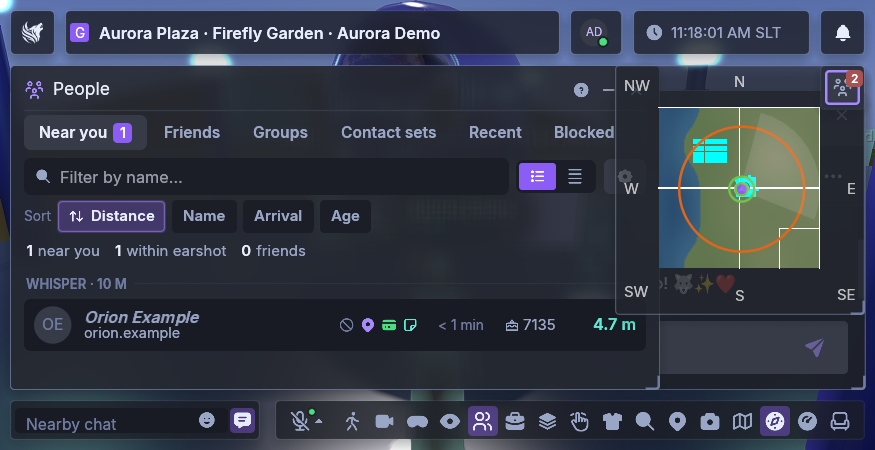 G Aurora Plaza · Firefly Garden · Aurora Demo
AD
11:18:01 AM SLT
People
?
NW
N
2
Near you 1
Friends
Groups
Contact sets
Recent
Blocked
Filter by name...
W
E
Sort
Distance
Name
Arrival
Age
1 near you 1 within earshot 0 friends
WHISPER · 10 M
o! 🐺✨❤️
SW
S
SE
OE
Orion Example
orion.example
< 1 min
7135
4.7 m
Nearby chat